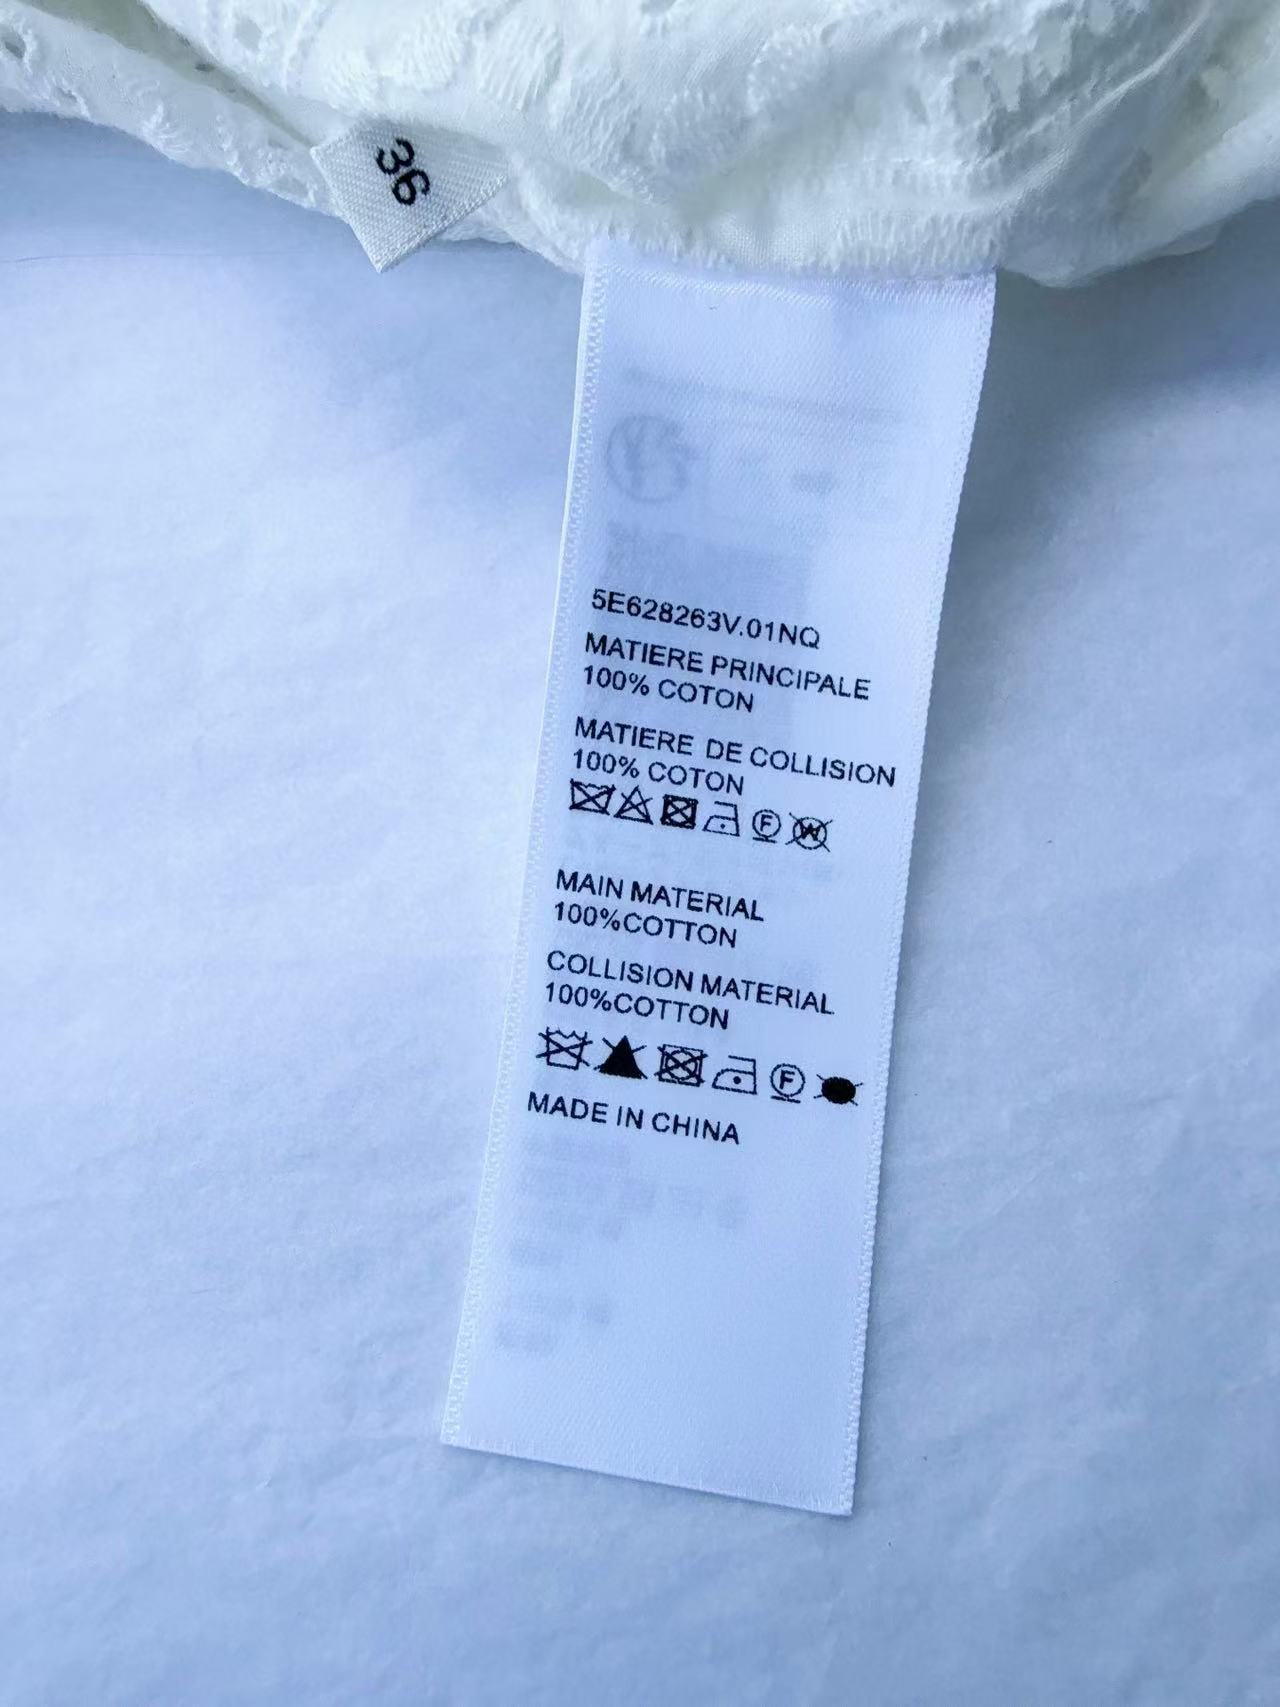 36
5E628263V.01NQ
MATIERE PRINCIPALE
100% COTON
MATIERE DE COLLISION
100% COTON
F W
MAIN MATERIAL
100%COTTON
COLLISION MATERIAL
100%COTTON
F
MADE IN CHINA